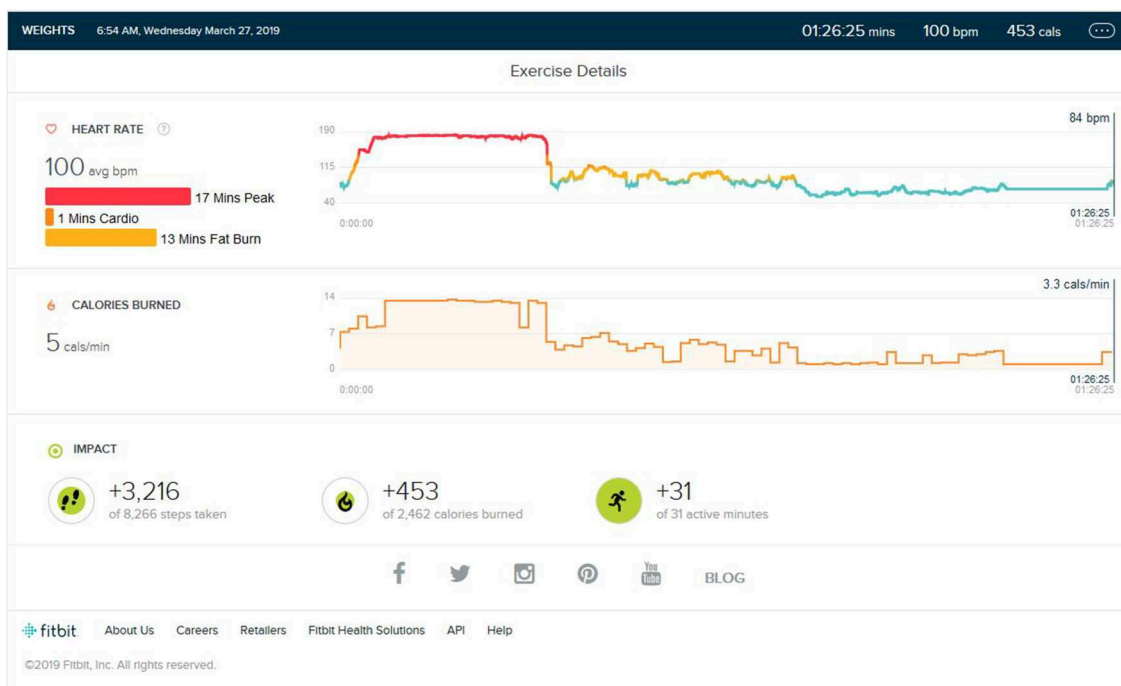 WEIGHTS 6:54 AM, Wednesday March 27, 2019 01:26:25 mins 100 bpm 453 cals
Exercise Details
HEART RATE ?
100 avg bpm
17 Mins Peak
1 Mins Cardio
13 Mins Fat Burn
84 bpm
190
115
40
01:26:25
0:00:00 01:26:25
CALORIES BURNED
5 cals/min
3.3 cals/min
14
7
0
01:26:25
0:00:00 01:26:25
IMPACT
+3,216
of 8,266 steps taken
+453
of 2,462 calories burned
+31
of 31 active minutes
You Tube BLOG
fitbit About Us Careers Retailers Fitbit Health Solutions API Help
©2019 Fitbit, Inc. All rights reserved.